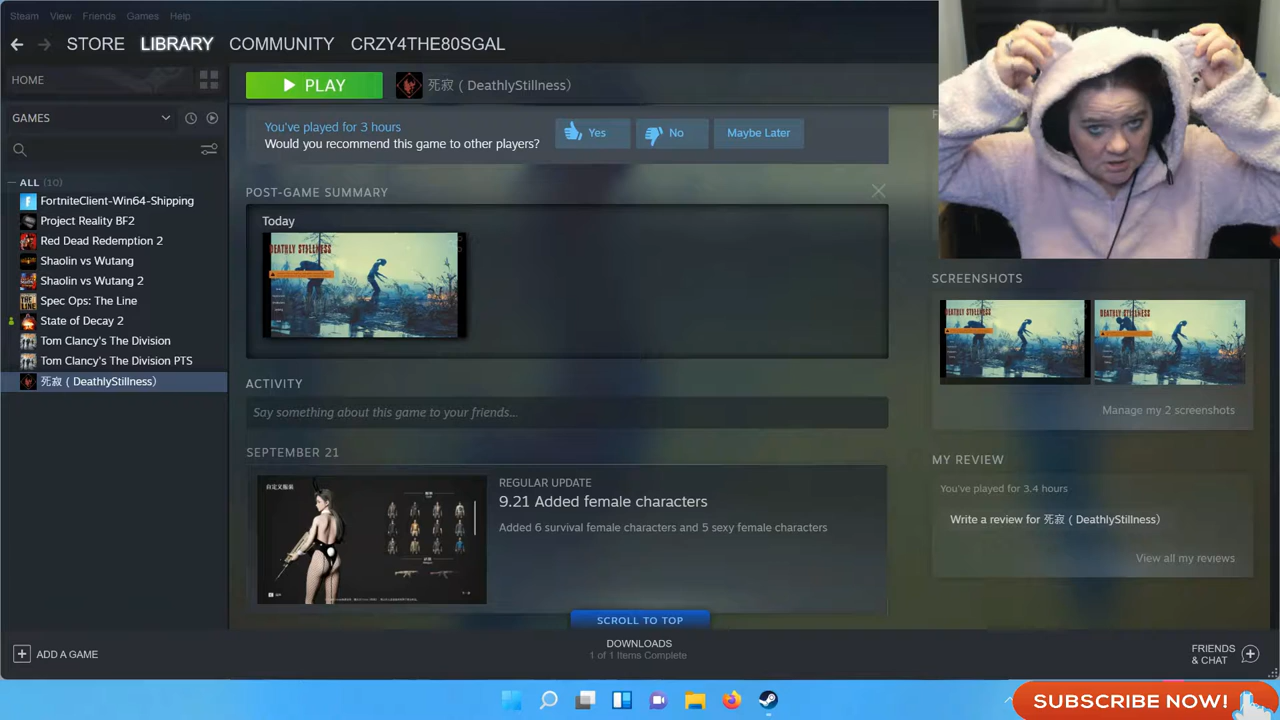 Steam View Friends Games Help
STORE LIBRARY COMMUNITY CRZY4THE80SGAL
HOME
PLAY
死寂（DeathlyStillness）
GAMES
You've played for 3 hours
Would you recommend this game to other players?
Yes
No
Maybe Later
ALL (10)
FortniteClient-Win64-Shipping
Project Reality BF2
Red Dead Redemption 2
Shaolin vs Wutang
Shaolin vs Wutang 2
Spec Ops: The Line
State of Decay 2
Tom Clancy's The Division
Tom Clancy's The Division PTS
死寂（DeathlyStillness）
POST-GAME SUMMARY
Today
DEATHLY STILLNESS
SCREENSHOTS
DEATHLY STILLNESS
DEATHLY STILLNESS
Manage my 2 screenshots
ACTIVITY
Say something about this game to your friends...
SEPTEMBER 21
自定义服装
REGULAR UPDATE
9.21 Added female characters
Added 6 survival female characters and 5 sexy female characters
MY REVIEW
You've played for 3.4 hours
Write a review for 死寂（DeathlyStillness）
View all my reviews
SCROLL TO TOP
ADD A GAME
DOWNLOADS
1 of 1 Items Complete
FRIENDS
& CHAT
SUBSCRIBE NOW!